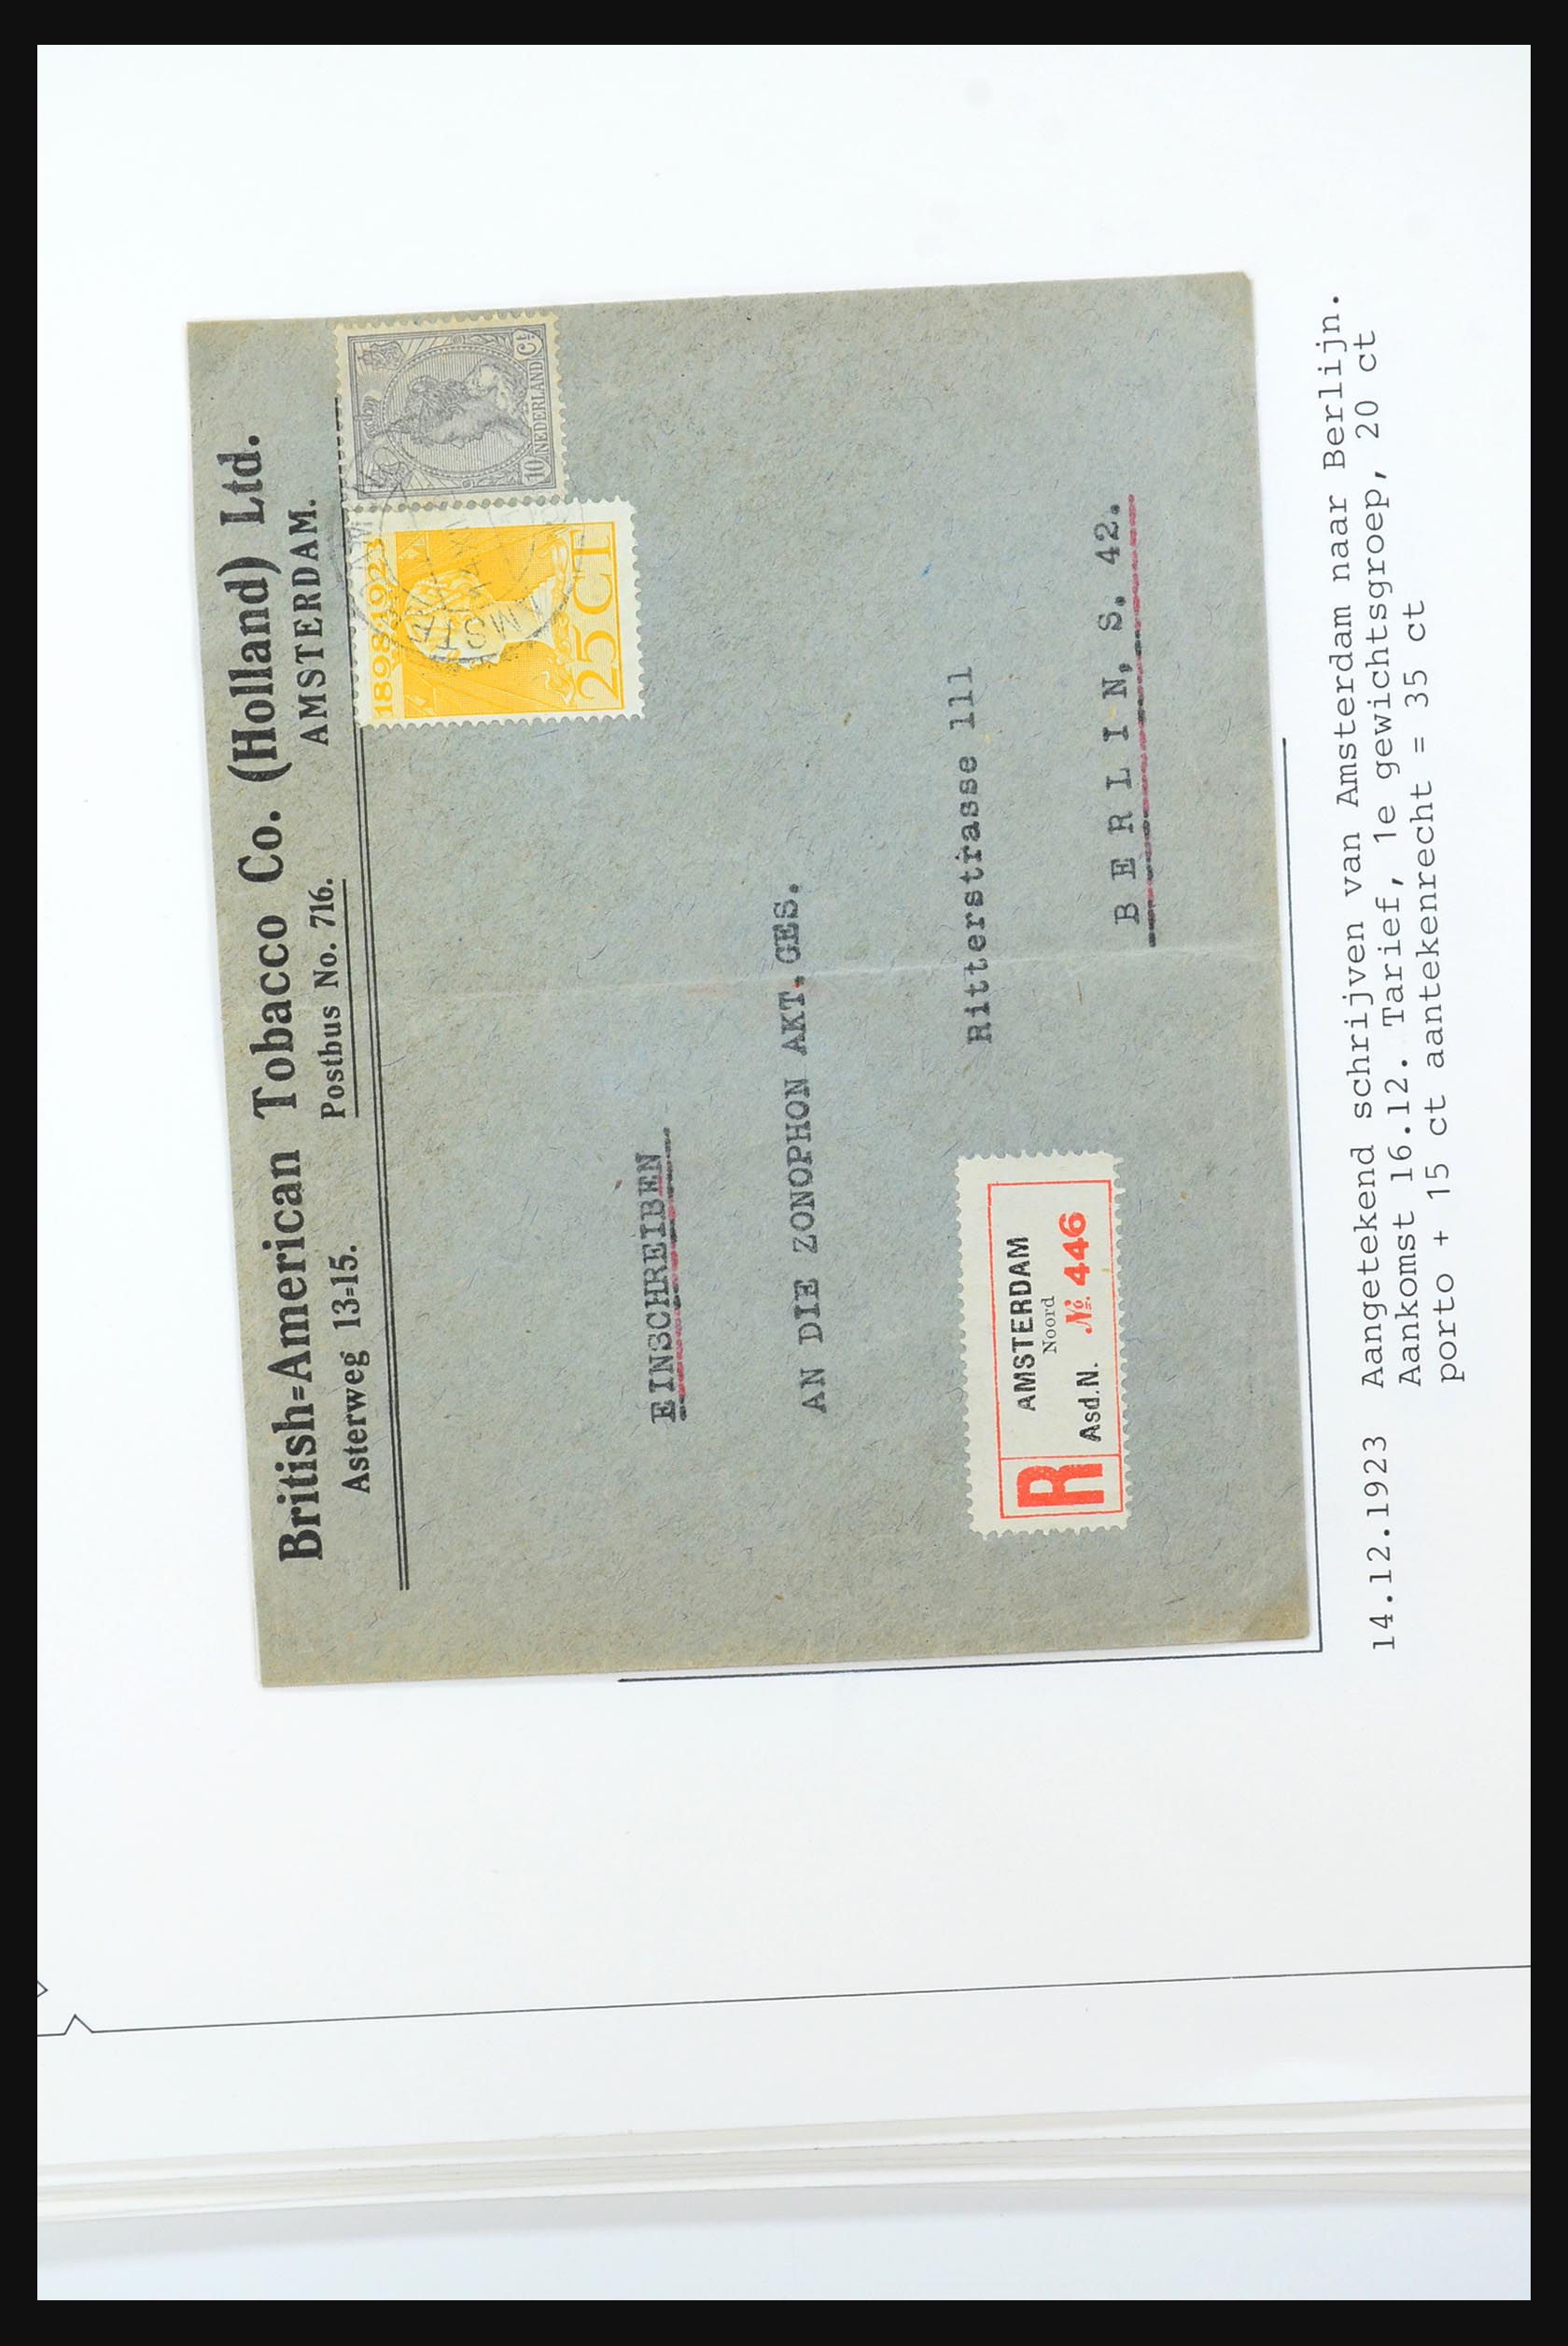 British=American Tobacco Co. (Holland) Ltd.
Asterweg 13=15. Postbus No. 716. AMSTERDAM.
1898-1923
25 CT
10 NEDERLAND Ct
EINSCHREIBEN
AN DIE ZONOPHON AKT.GES.
Ritterstrasse 111
B E R L I N, S. 42.
R
AMSTERDAM
Noord
Asd.N. No. 446
14.12.1923 Aangetekend schrijven van Amsterdam naar Berlijn.
Aankomst 16.12. Tarief, 1e gewichtsgroep, 20 ct
porto + 15 ct aantekenrecht = 35 ct